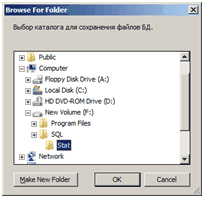 Browse For Folder
Выбор каталога для сохранения файлов БД.
Public
Computer
Floppy Disk Drive (A:)
Local Disk (C:)
HD DVD-ROM Drive (D:)
New Volume (F:)
Program Files
SQL
Stat
Network
Make New Folder
OK
Cancel